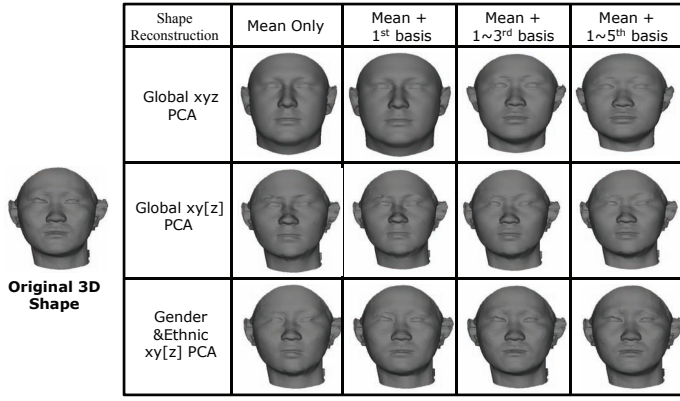 Shape
Reconstruction
Mean Only
Mean +
1st basis
Mean +
1~3rd basis
Mean +
1~5th basis
Global xyz
PCA
Global xy[z]
PCA
Original 3D
Shape
Gender
&Ethnic
xy[z] PCA